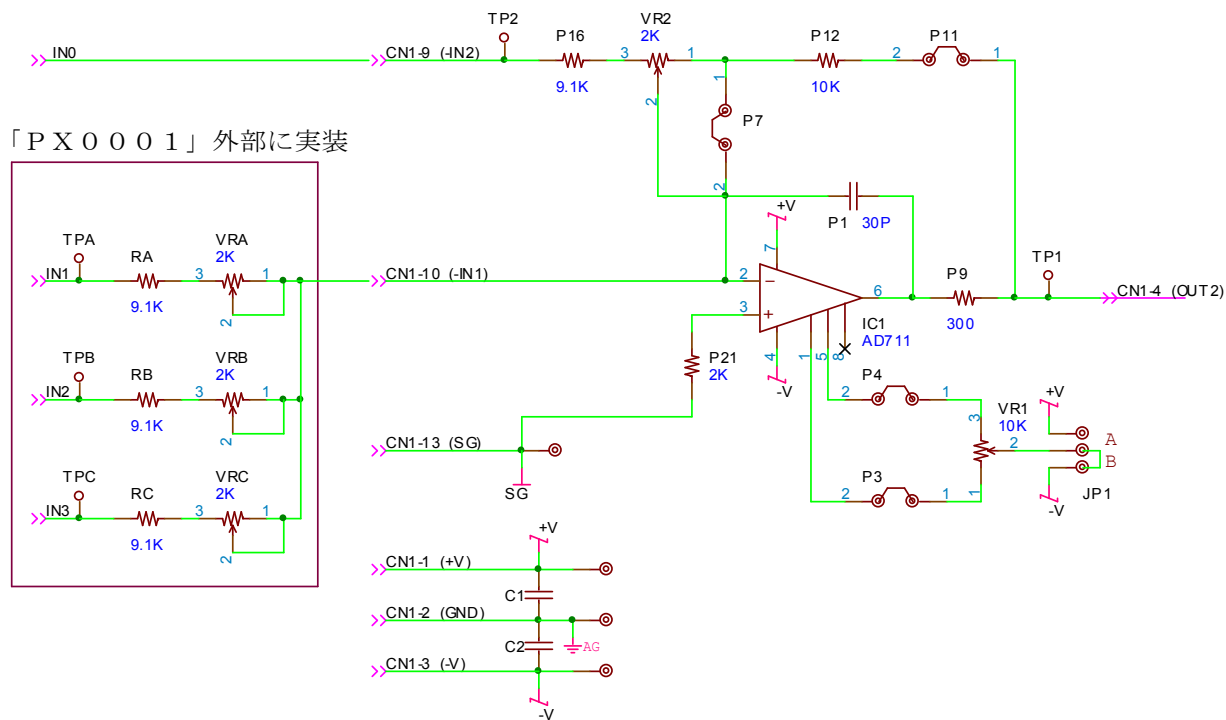 TP2
P16
VR2
2K
P12
P11
IN0
CN1-9 (-IN2)
3
1
2
1
9.1K
10K
2
1
P7
2
「ＰＸ０００１」外部に実装
TPA
RA
VRA
2K
IN1
3
1
9.1K
2
CN1-10 (-IN1)
TPB
RB
VRB
2K
IN2
3
1
9.1K
2
TPC
RC
VRC
2K
IN3
3
1
9.1K
2
P1
30P
+V
7
2
3
6
4
-V
1
5
8
IC1
AD711
P9
300
TP1
CN1-4 (OUT2)
P21
2K
CN1-13 (SG)
SG
P4
2
1
P3
2
1
VR1
10K
3
2
1
+V
A
B
JP1
-V
+V
CN1-1 (+V)
C1
CN1-2 (GND)
AG
C2
CN1-3 (-V)
-V